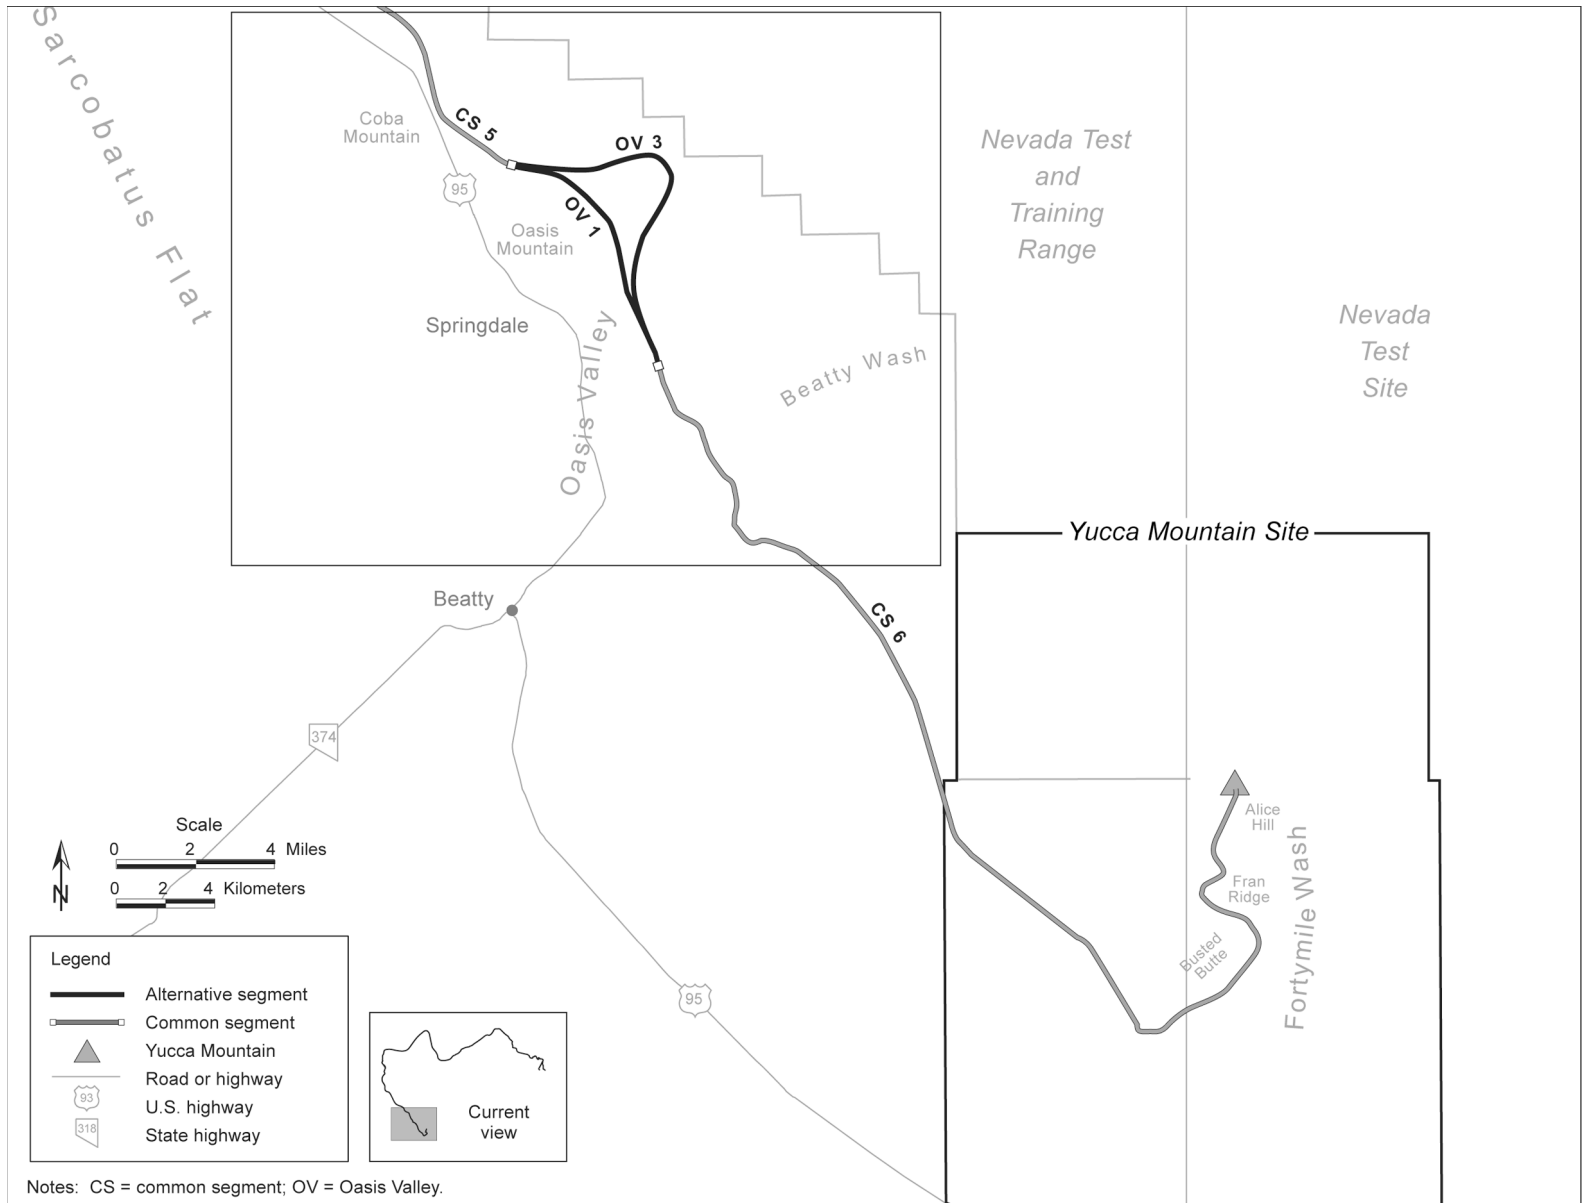 Sarcobatus Flat
Coba
Mountain
CS 5
OV 3
95
OV 1
Oasis
Mountain
Nevada Test
and
Training
Range
Nevada
Test
Site
Springdale
Oasis Valley
Beatty Wash
Yucca Mountain Site
Beatty
CS 6
374
Alice
Hill
Fran
Ridge
Busted
Butte
Fortymile Wash
95
Scale
0 2 4 Miles
0 2 4 Kilometers
N
Legend
Alternative segment
Common segment
Yucca Mountain
Road or highway
93 U.S. highway
318 State highway
Current
view
Notes: CS = common segment; OV = Oasis Valley.